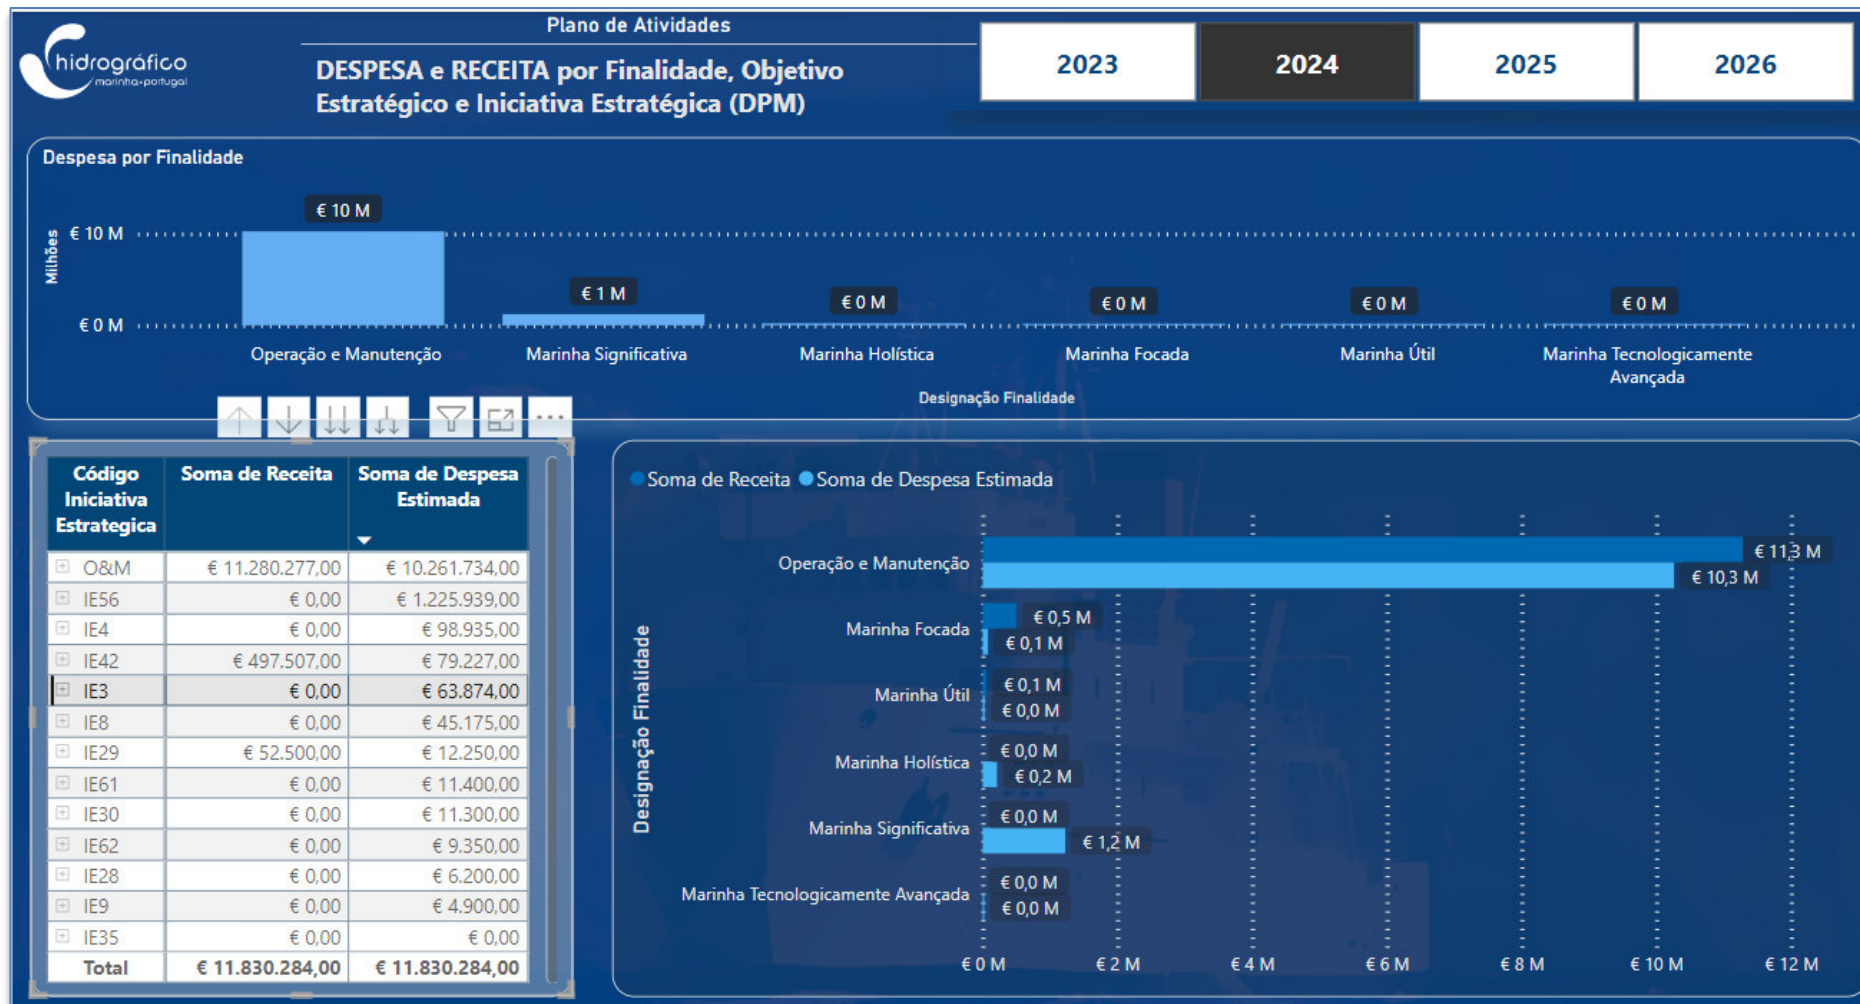 hidrográfico
marinha-portugal
Plano de Atividades
DESPESA e RECEITA por Finalidade, Objetivo
Estratégico e Iniciativa Estratégica (DPM)
2023
2024
2025
2026
Despesa por Finalidade
Milhões
€ 10 M
€ 0 M
€ 10 M
€ 1 M
€ 0 M
€ 0 M
€ 0 M
€ 0 M
Operação e Manutenção
Marinha Significativa
Marinha Holística
Marinha Focada
Marinha Útil
Marinha Tecnologicamente
Avançada
Designação Finalidade
Código
Iniciativa
Estrategica
Soma de Receita
Soma de Despesa
Estimada
O&M € 11.280.277,00 € 10.261.734,00
IE56 € 0,00 € 1.225.939,00
IE4 € 0,00 € 98.935,00
IE42 € 497.507,00 € 79.227,00
IE3 € 0,00 € 63.874,00
IE8 € 0,00 € 45.175,00
IE29 € 52.500,00 € 12.250,00
IE61 € 0,00 € 11.400,00
IE30 € 0,00 € 11.300,00
IE62 € 0,00 € 9.350,00
IE28 € 0,00 € 6.200,00
IE9 € 0,00 € 4.900,00
IE35 € 0,00 € 0,00
Total € 11.830.284,00 € 11.830.284,00
Soma de Receita Soma de Despesa Estimada
Designação Finalidade
Operação e Manutenção
€ 11,3 M
€ 10,3 M
Marinha Focada
€ 0,5 M
€ 0,1 M
Marinha Útil
€ 0,1 M
€ 0,0 M
Marinha Holística
€ 0,0 M
€ 0,2 M
Marinha Significativa
€ 0,0 M
€ 1,2 M
Marinha Tecnologicamente Avançada
€ 0,0 M
€ 0,0 M
€ 0 M € 2 M € 4 M € 6 M € 8 M € 10 M € 12 M